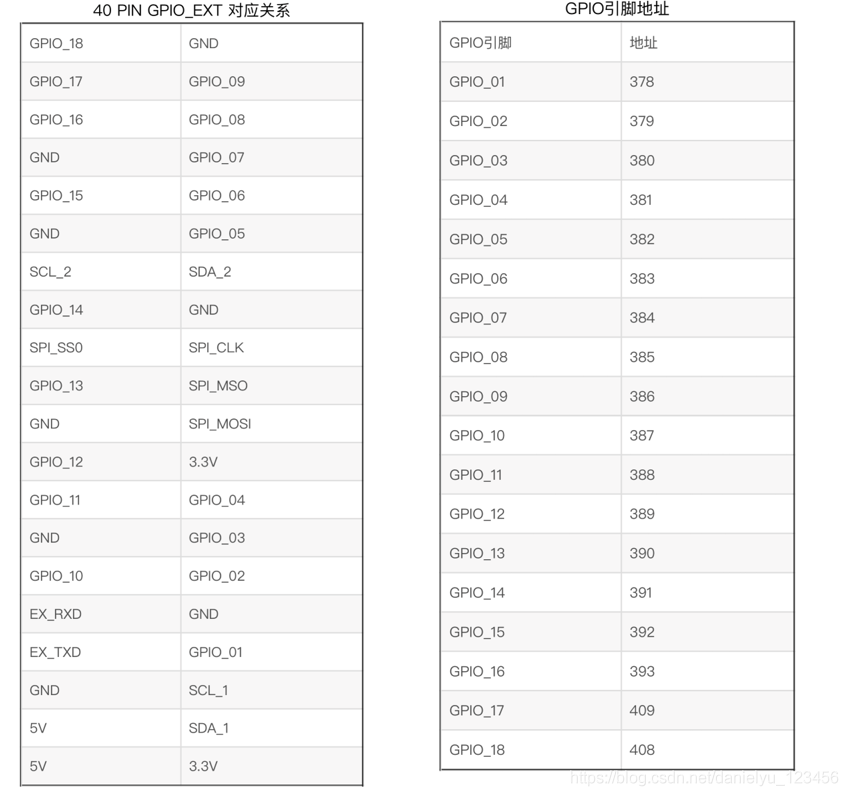 40 PIN GPIO_EXT 对应关系
GPIO_18 GND
GPIO_17 GPIO_09
GPIO_16 GPIO_08
GND GPIO_07
GPIO_15 GPIO_06
GND GPIO_05
SCL_2 SDA_2
GPIO_14 GND
SPI_SS0 SPI_CLK
GPIO_13 SPI_MSO
GND SPI_MOSI
GPIO_12 3.3V
GPIO_11 GPIO_04
GND GPIO_03
GPIO_10 GPIO_02
EX_RXD GND
EX_TXD GPIO_01
GND SCL_1
5V SDA_1
5V 3.3V
GPIO引脚地址
GPIO引脚 地址
GPIO_01 378
GPIO_02 379
GPIO_03 380
GPIO_04 381
GPIO_05 382
GPIO_06 383
GPIO_07 384
GPIO_08 385
GPIO_09 386
GPIO_10 387
GPIO_11 388
GPIO_12 389
GPIO_13 390
GPIO_14 391
GPIO_15 392
GPIO_16 393
GPIO_17 409
GPIO_18 408
https://blog.csdn.net/danielyu_123456